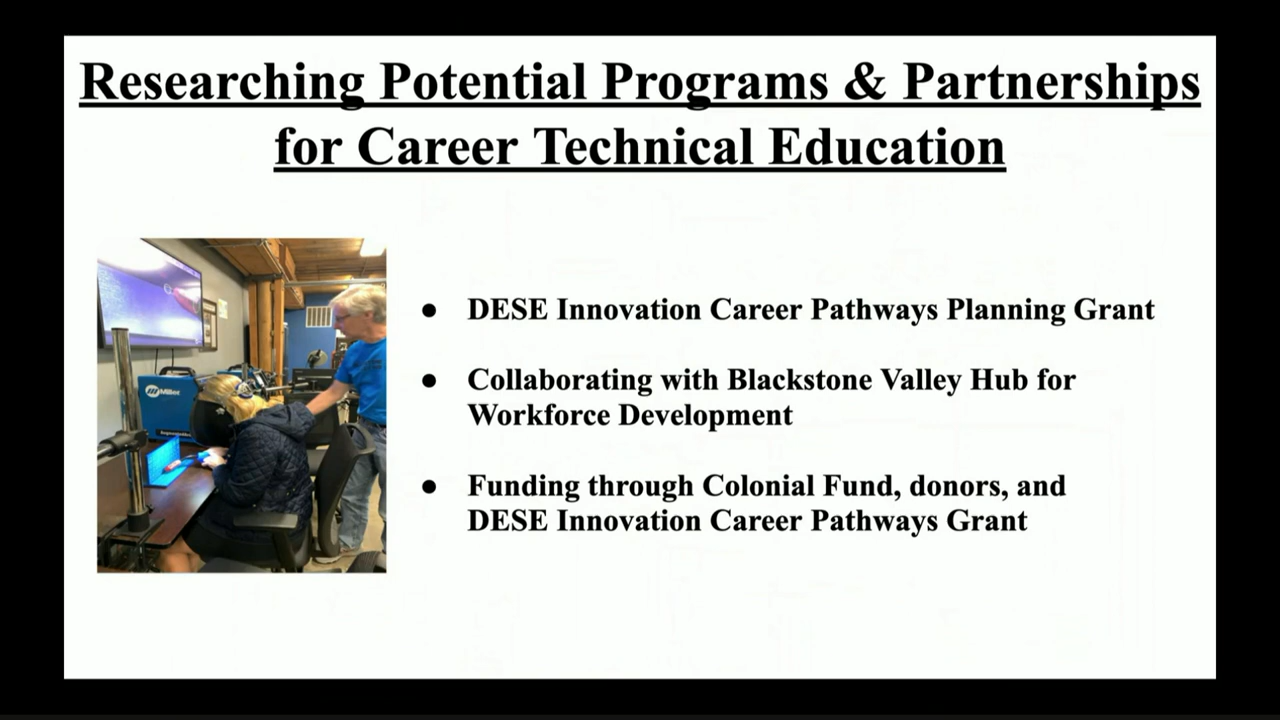 Researching Potential Programs & Partnerships
for Career Technical Education
● DESE Innovation Career Pathways Planning Grant
● Collaborating with Blackstone Valley Hub for
Workforce Development
● Funding through Colonial Fund, donors, and
DESE Innovation Career Pathways Grant
Miller